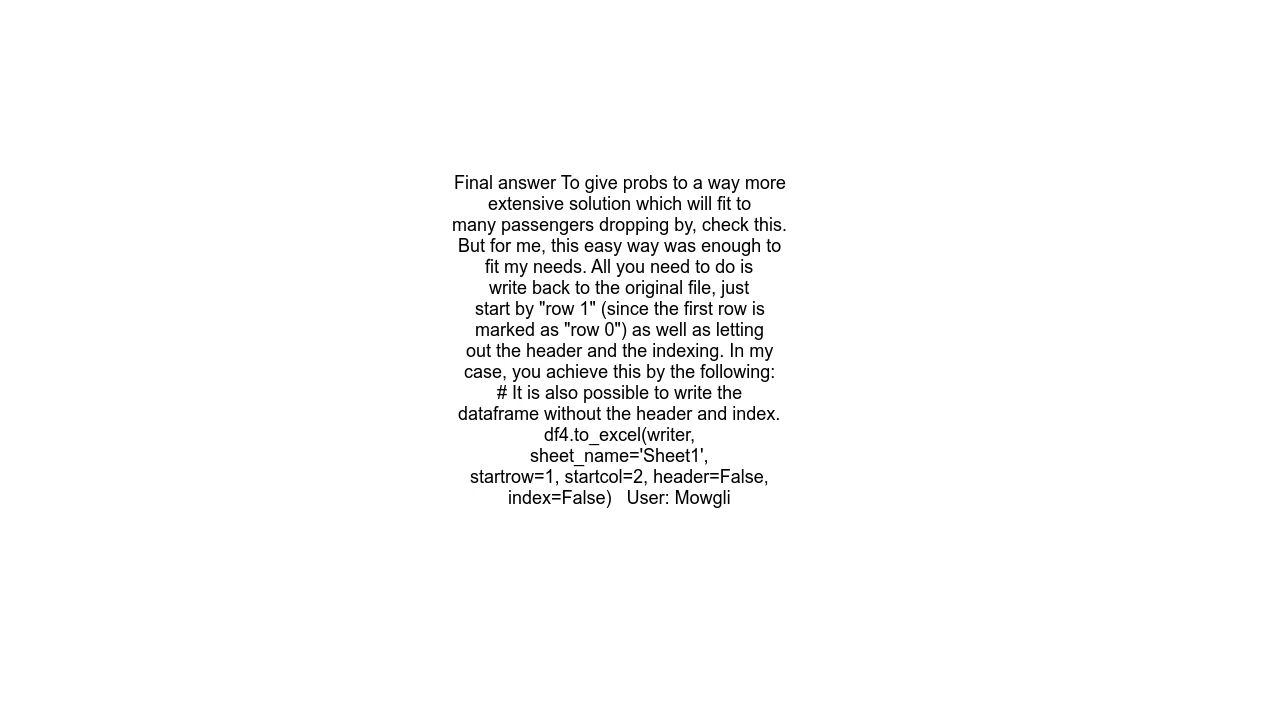 Final answer To give probs to a way more
extensive solution which will fit to
many passengers dropping by, check this.
But for me, this easy way was enough to
fit my needs. All you need to do is
write back to the original file, just
start by "row 1" (since the first row is
marked as "row 0") as well as letting
out the header and the indexing. In my
case, you achieve this by the following:
# It is also possible to write the
dataframe without the header and index.
df4.to_excel(writer,
sheet_name='Sheet1',
startrow=1, startcol=2, header=False,
index=False)   User: Mowgli